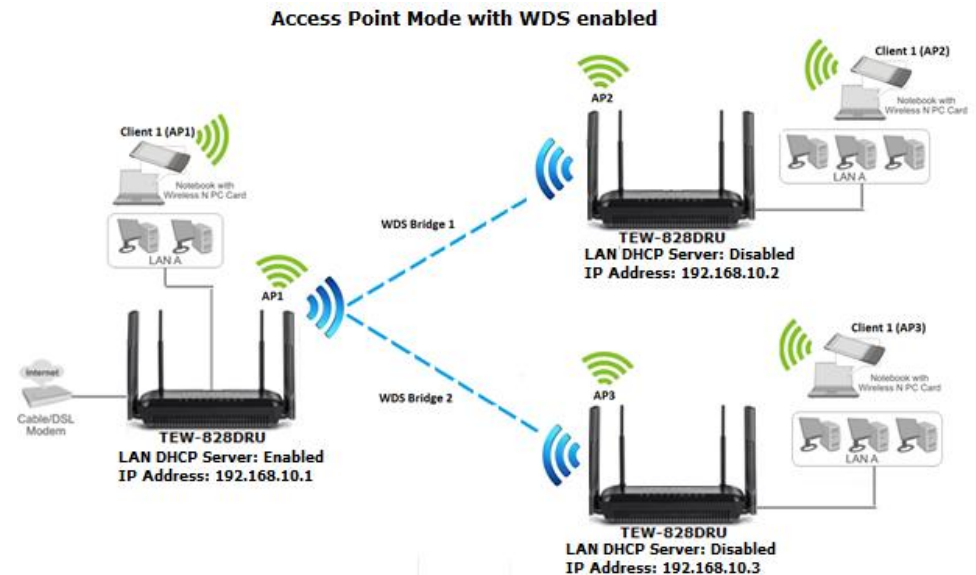 Access Point Mode with WDS enabled
Client 1 (AP1)
Notebook with
Wireless N PC Card
LAN A
AP1
Internet
Cable/DSL
Modem
TEW-828DRU
LAN DHCP Server: Enabled
IP Address: 192.168.10.1
WDS Bridge 1
WDS Bridge 2
AP2
Client 1 (AP2)
Notebook with
Wireless N PC Card
LAN A
TEW-828DRU
LAN DHCP Server: Disabled
IP Address: 192.168.10.2
AP3
Client 1 (AP3)
Notebook with
Wireless N PC Card
LAN A
TEW-828DRU
LAN DHCP Server: Disabled
IP Address: 192.168.10.3